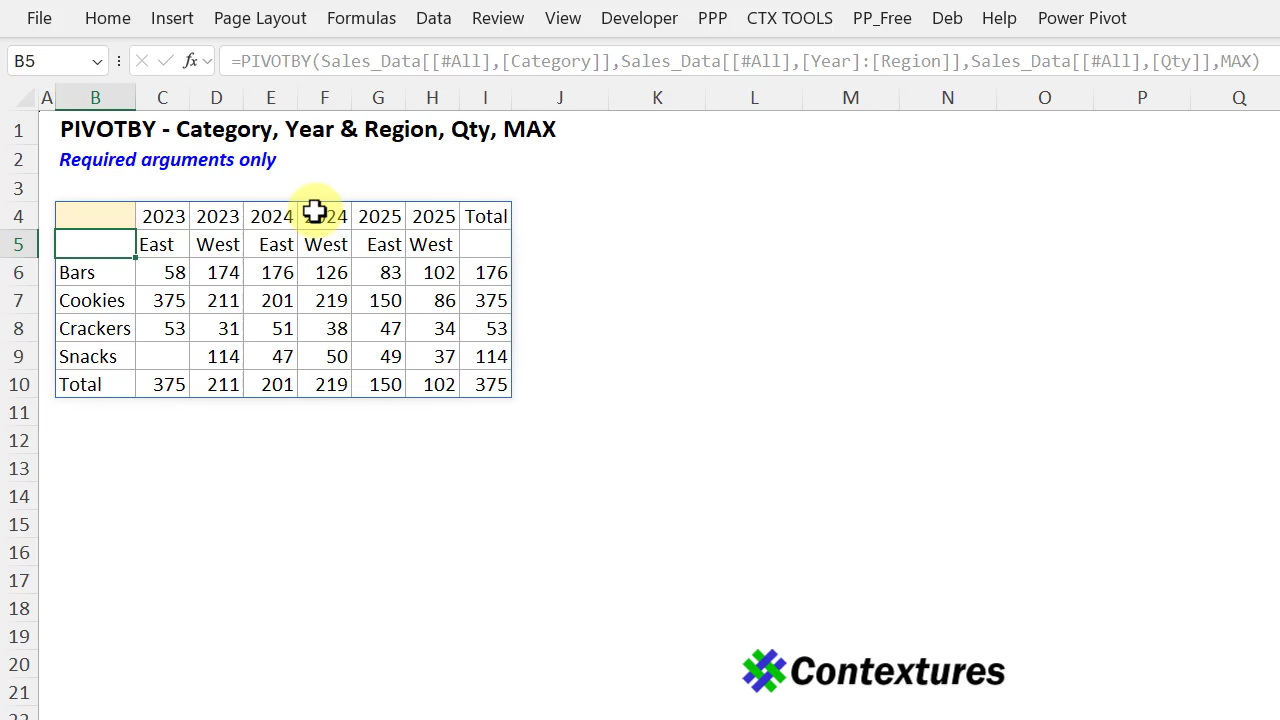 File Home Insert Page Layout Formulas Data Review View Developer PPP CTX TOOLS PP_Free Deb Help Power Pivot
B5 fx =PIVOTBY(Sales_Data[[#All],[Category]],Sales_Data[[#All],[Year]:[Region]],Sales_Data[[#All],[Qty]],MAX)
A B C D E F G H I J K L M N O P Q
1 PIVOTBY - Category, Year & Region, Qty, MAX
2 Required arguments only
3
4 2023 2023 2024 2024 2025 2025 Total
5 East West East West East West
6 Bars 58 174 176 126 83 102 176
7 Cookies 375 211 201 219 150 86 375
8 Crackers 53 31 51 38 47 34 53
9 Snacks 114 47 50 49 37 114
10 Total 375 211 201 219 150 102 375
11
12
13
14
15
16
17
18
19
20
21
Contextures